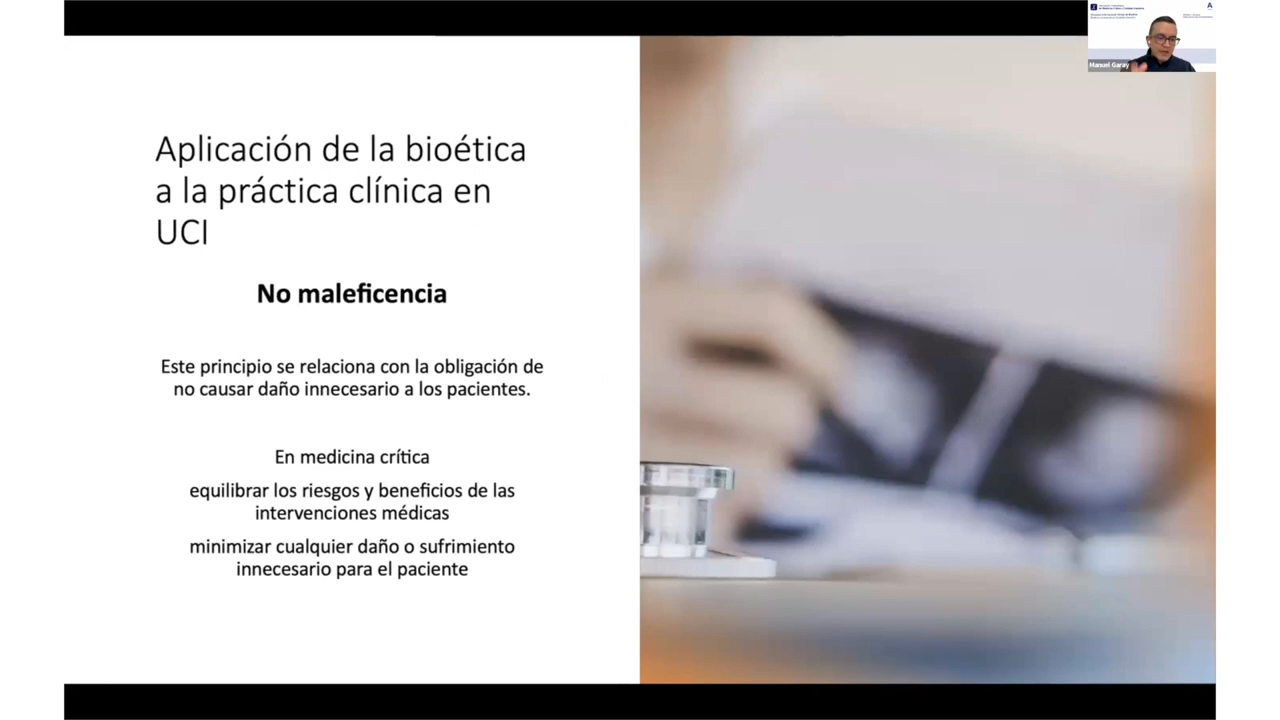 Aplicación de la bioética
a la práctica clínica en
UCI
No maleficencia
Este principio se relaciona con la obligación de
no causar daño innecesario a los pacientes.
En medicina crítica
equilibrar los riesgos y beneficios de las
intervenciones médicas
minimizar cualquier daño o sufrimiento
innecesario para el paciente
Manuel Garay